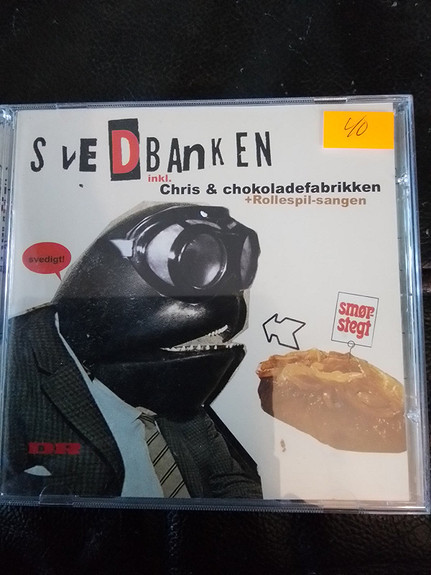 SVEDBANKEN
40
inkl.
Chris & chokoladefabrikken
+Rollespil-sangen
svedigt!
smør-
stegt
DR